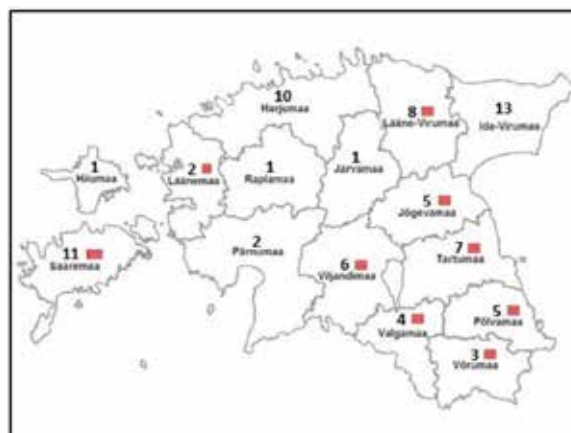 10
Harjumaa
8
Lääne-Virumaa
13
Ida-Virumaa
1
Hiiumaa
2
Läänemaa
1
Raplamaa
1
Järvamaa
5
Jõgevamaa
11
Saaremaa
2
Pärnumaa
6
Viljandimaa
7
Tartumaa
4
Valgamaa
5
Põlvamaa
3
Võrumaa